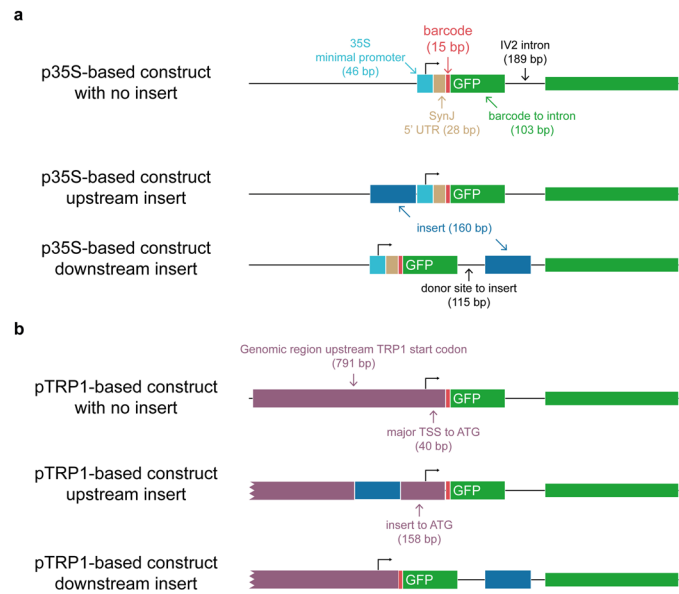 a
35S
minimal promoter
(46 bp)
barcode
(15 bp)
IV2 intron
(189 bp)
p35S-based construct
with no insert
GFP
SynJ
5' UTR (28 bp)
barcode to intron
(103 bp)
p35S-based construct
upstream insert
GFP
insert (160 bp)
p35S-based construct
downstream insert
GFP
donor site to insert
(115 bp)
b
Genomic region upstream TRP1 start codon
(791 bp)
pTRP1-based construct
with no insert
GFP
major TSS to ATG
(40 bp)
pTRP1-based construct
upstream insert
GFP
insert to ATG
(158 bp)
pTRP1-based construct
downstream insert
GFP